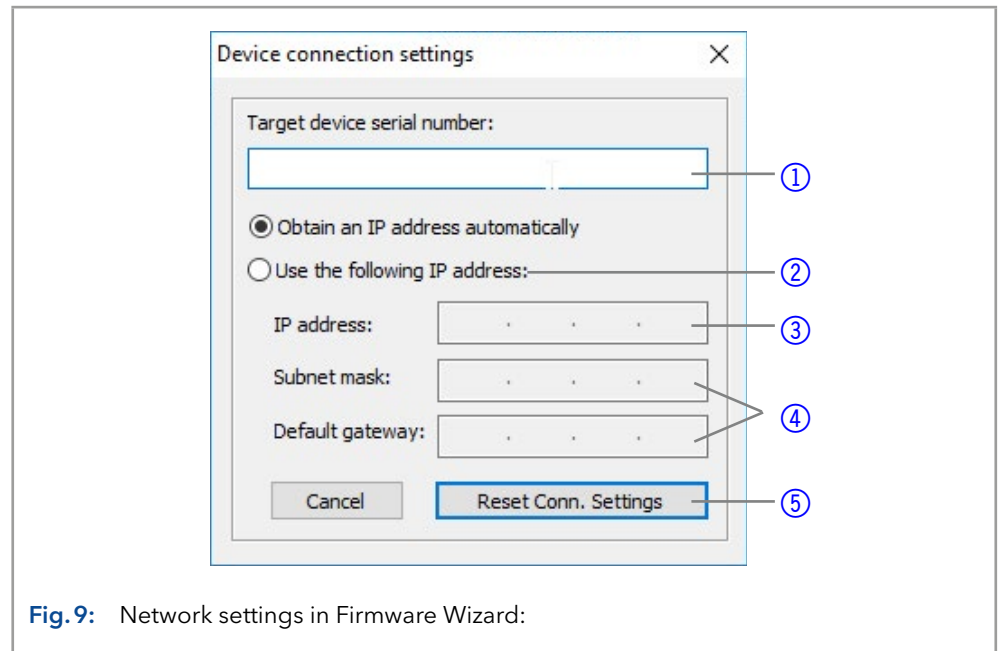 Device connection settings
Target device serial number:
①
Obtain an IP address automatically
Use the following IP address:
②
IP address: . . .
③
Subnet mask: . . .
④
Default gateway: . . .
Cancel Reset Conn. Settings
⑤
Fig. 9: Network settings in Firmware Wizard: